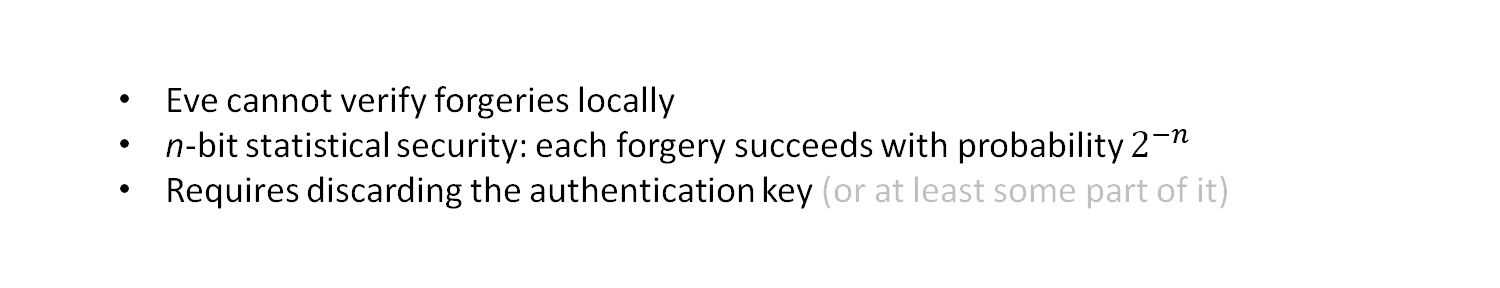 • Eve cannot verify forgeries locally
• n-bit statistical security: each forgery succeeds with probability 2⁻ⁿ
• Requires discarding the authentication key (or at least some part of it)